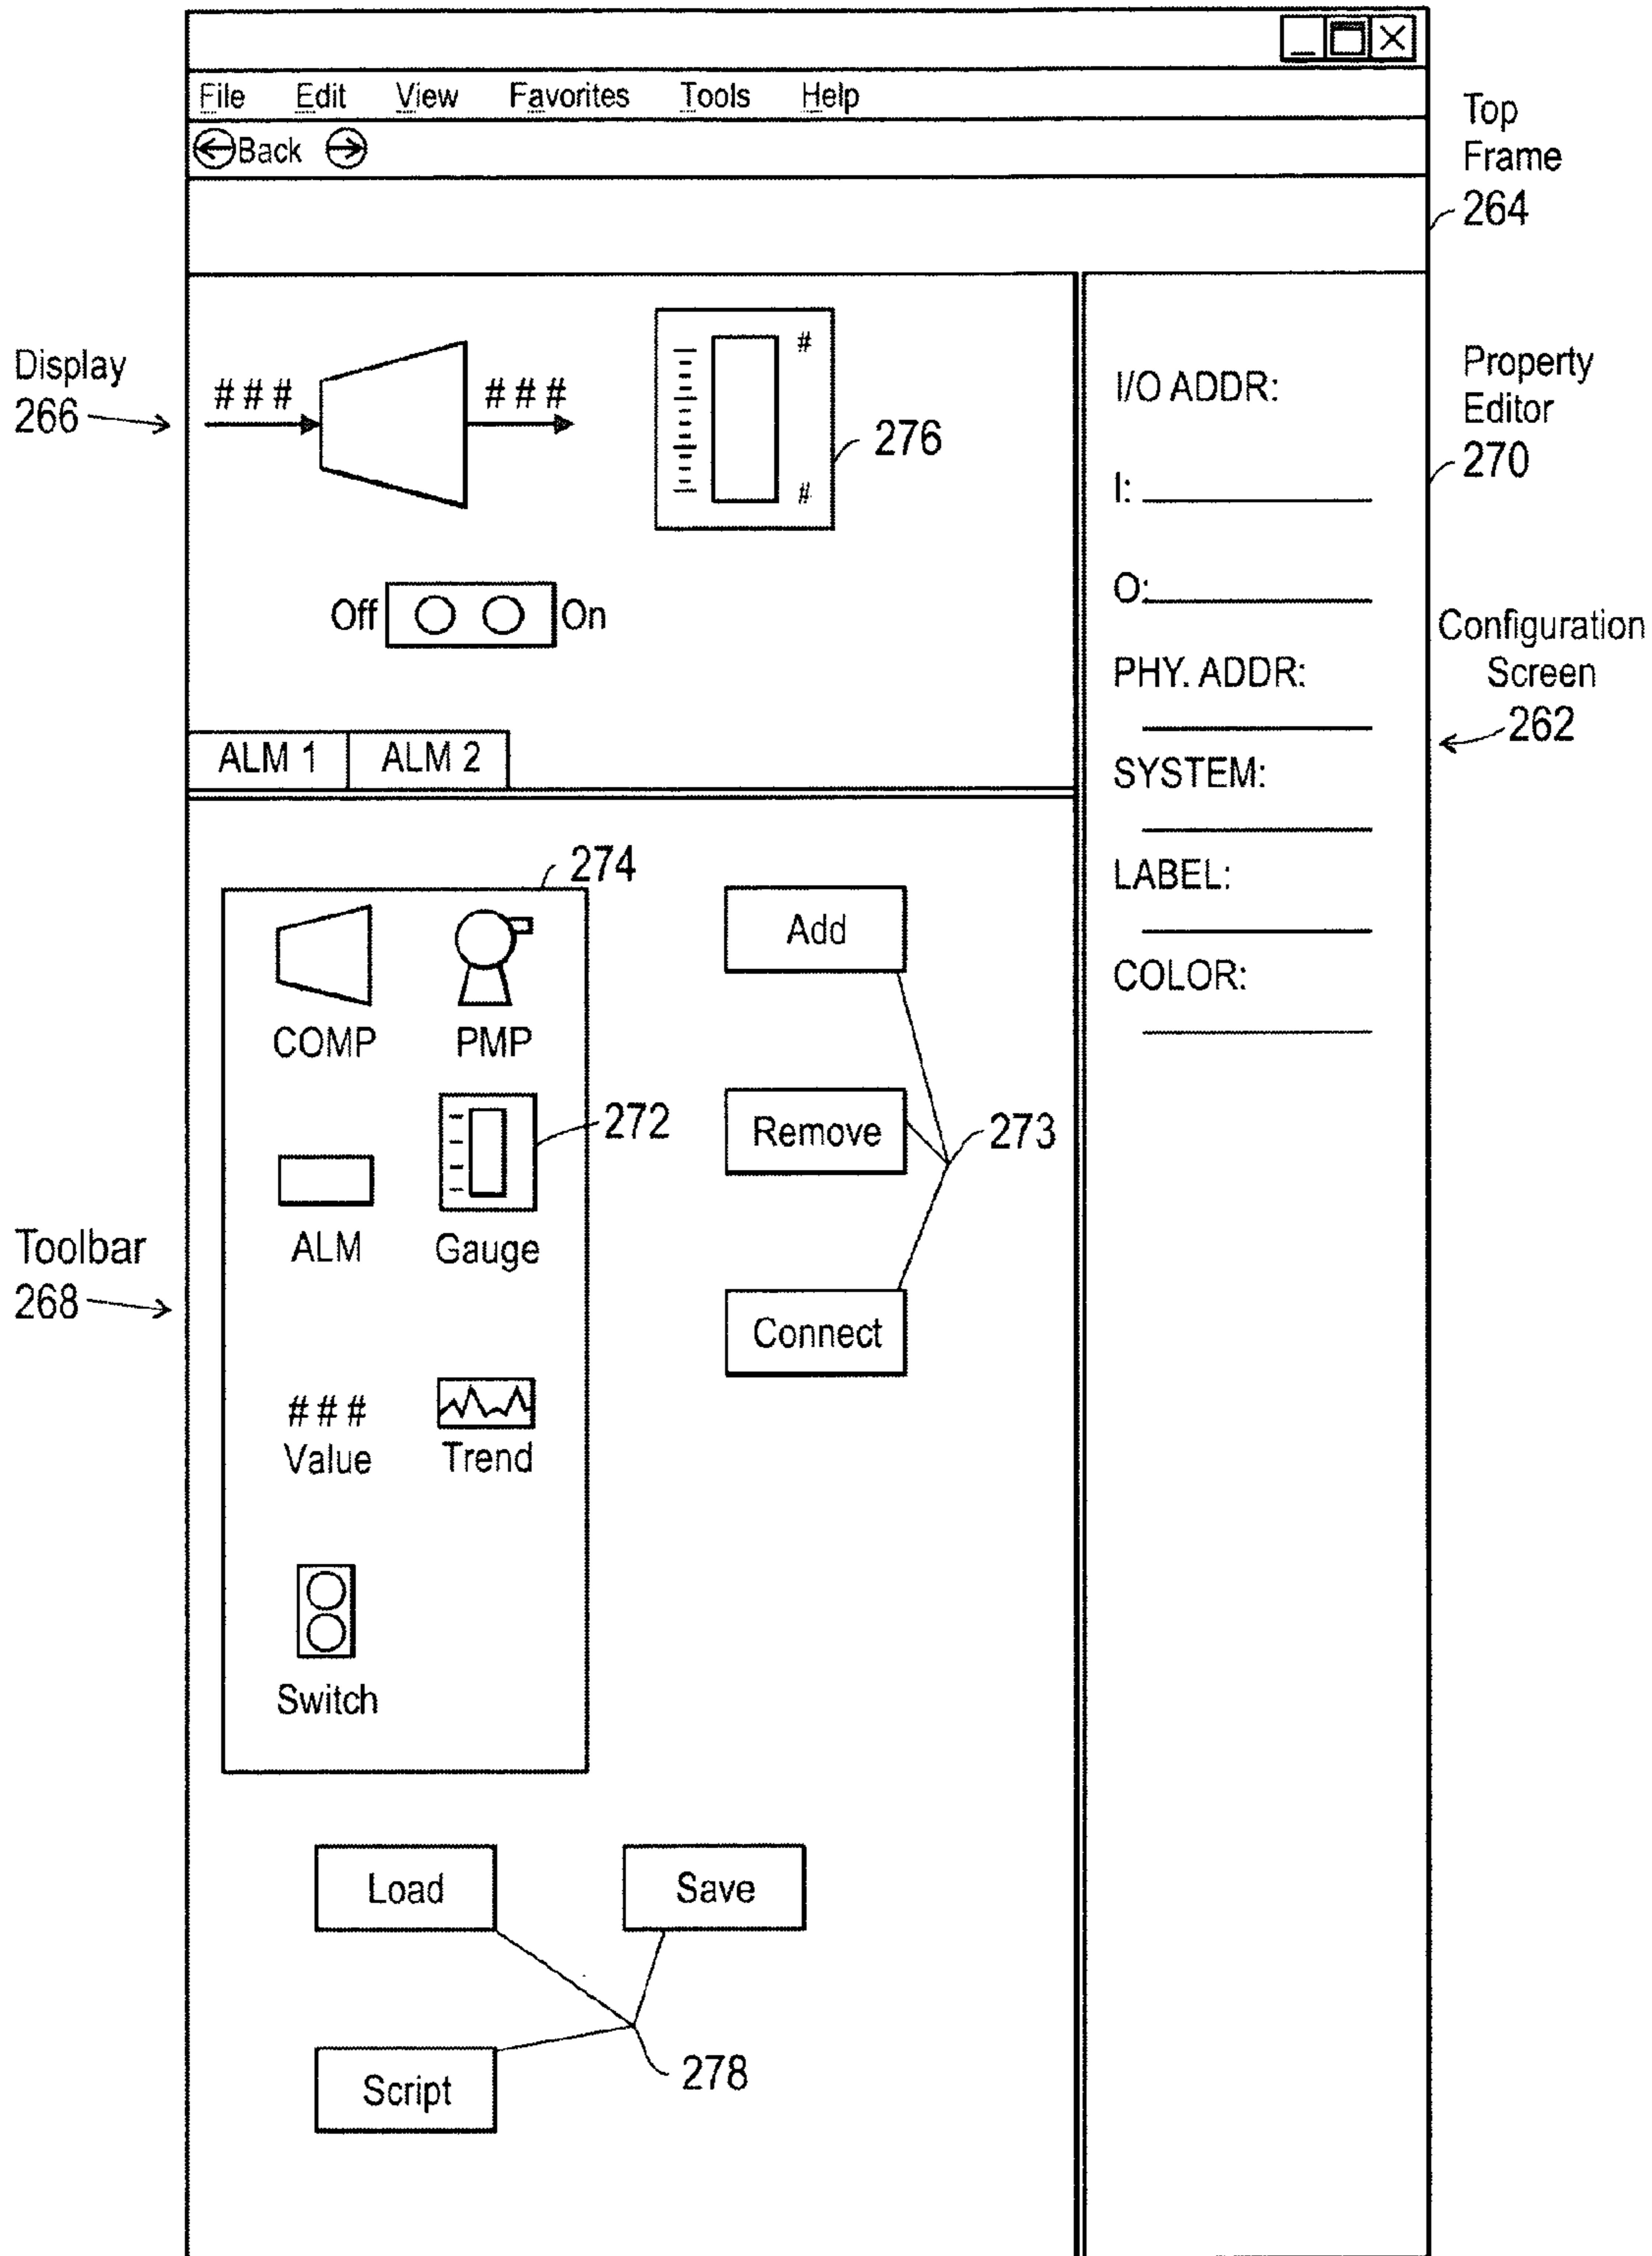 File Edit View Favorites Tools Help
Back
Top
Frame
264
Display
266
### ###
#
#
276
Off On
ALM 1 ALM 2
Property
Editor
270
I/O ADDR:
I:
O:
PHY. ADDR:
SYSTEM:
LABEL:
COLOR:
Configuration
Screen
262
Toolbar
268
274
COMP PMP
272
ALM Gauge
###
Value Trend
Switch
Add
Remove
Connect
273
Load Save
Script
278